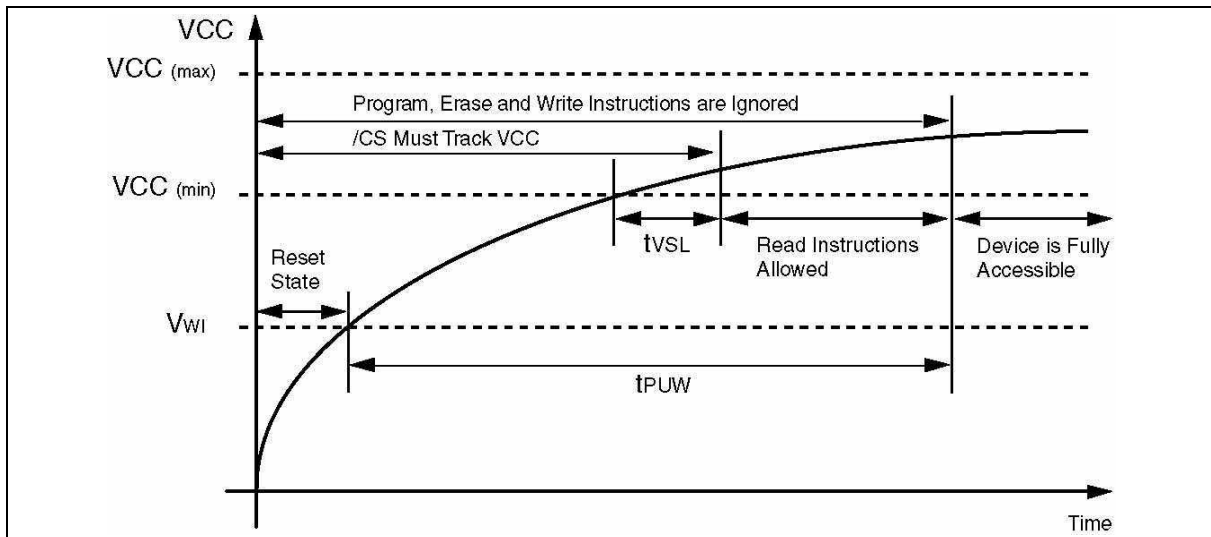 VCC
VCC (max)
Program, Erase and Write Instructions are Ignored
/CS Must Track VCC
VCC (min)
tVSL
Read Instructions
Allowed
Device is Fully
Accessible
Reset
State
VWI
tPUW
Time